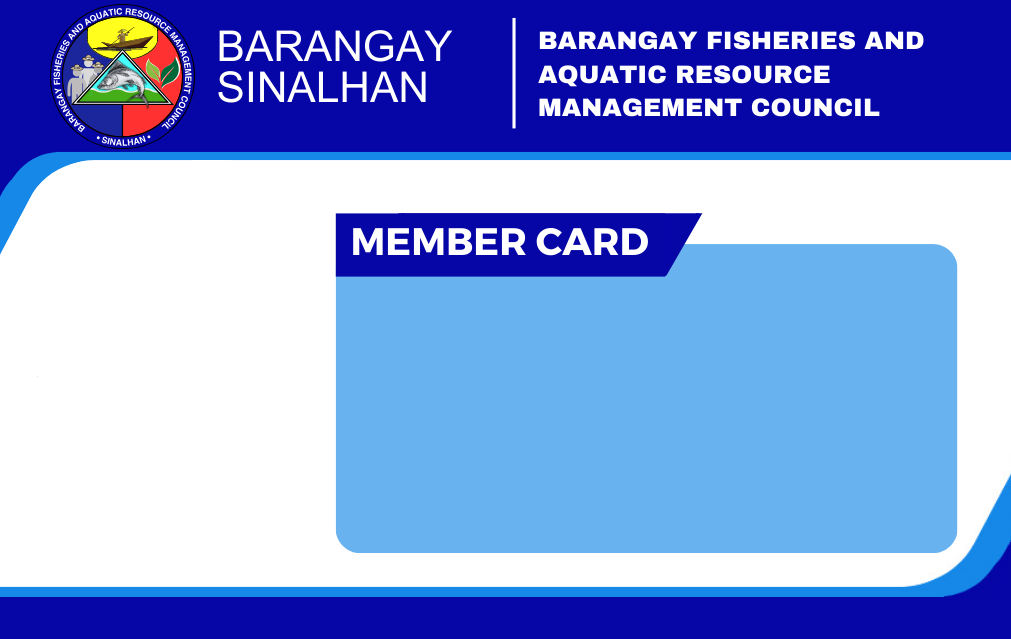 BARANGAY FISHERIES AND AQUATIC RESOURCE MANAGEMENT COUNCIL
• SINALHAN •
BARANGAY
SINALHAN
BARANGAY FISHERIES AND
AQUATIC RESOURCE
MANAGEMENT COUNCIL
MEMBER CARD